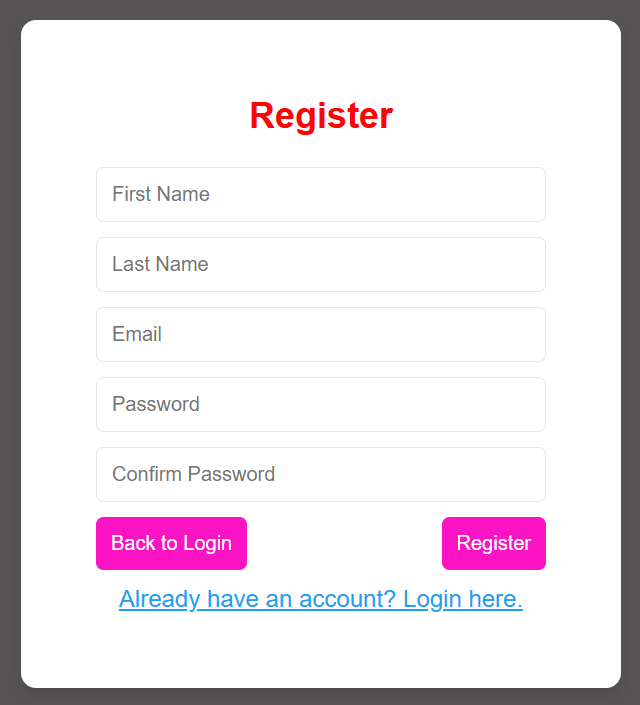 Register
First Name
Last Name
Email
Password
Confirm Password
Back to Login
Register
Already have an account? Login here.